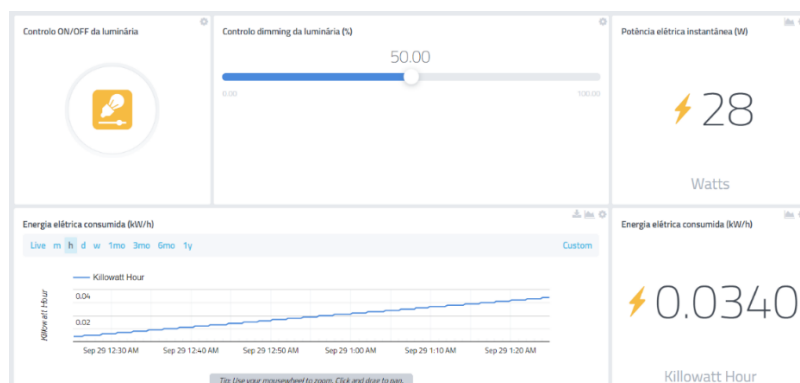 Controlo ON/OFF da luminária
Controlo dimming da luminária (%)
50.00
0.00
100.00
Potência elétrica instantânea (W)
28
Watts
Energia elétrica consumida (kW/h)
Live m h d w 1mo 3mo 6mo 1y
Custom
Killowatt Hour
Killowatt Hour
0.04
0.02
Sep 29 12:30 AM Sep 29 12:40 AM Sep 29 12:50 AM Sep 29 1:00 AM Sep 29 1:10 AM Sep 29 1:20 AM
Tip: Use your mousewheel to zoom. Click and drag to pan.
Energia elétrica consumida (kW/h)
0.0340
Killowatt Hour